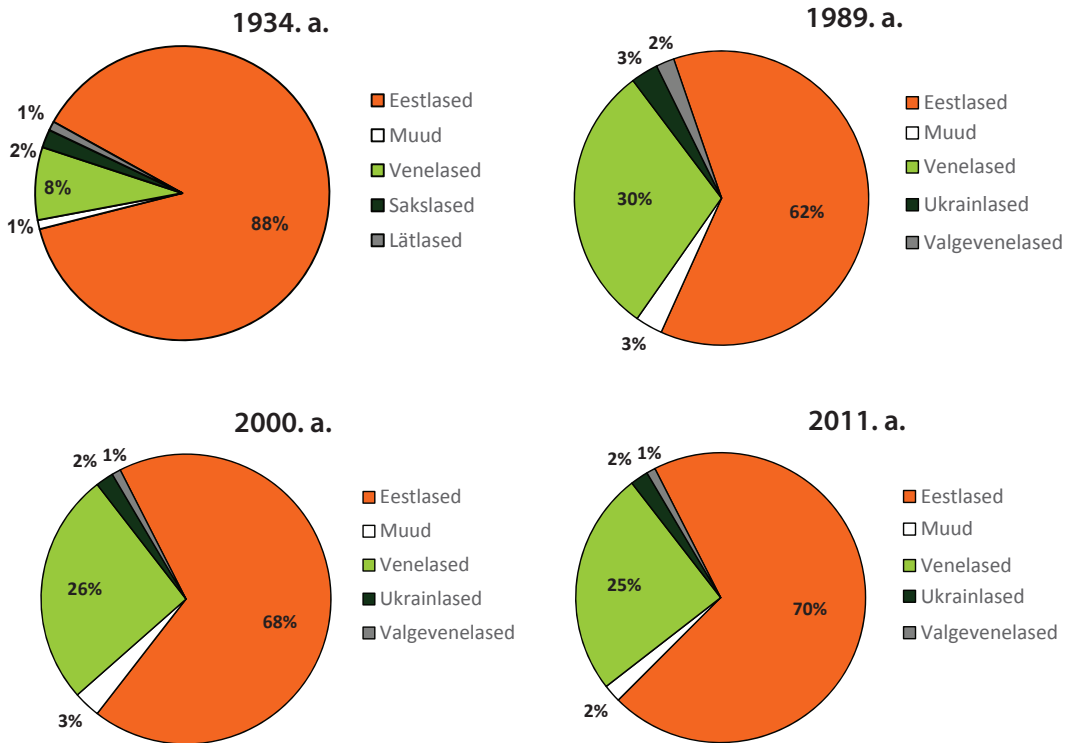 1934. a.
1%
2%
8%
1%
88%
Eestlased
Muud
Venelased
Sakslased
Lätlased
1989. a.
3%
2%
30%
62%
3%
Eestlased
Muud
Venelased
Ukrainlased
Valgevenelased
2000. a.
2%
1%
26%
68%
3%
Eestlased
Muud
Venelased
Ukrainlased
Valgevenelased
2011. a.
2%
1%
25%
70%
2%
Eestlased
Muud
Venelased
Ukrainlased
Valgevenelased